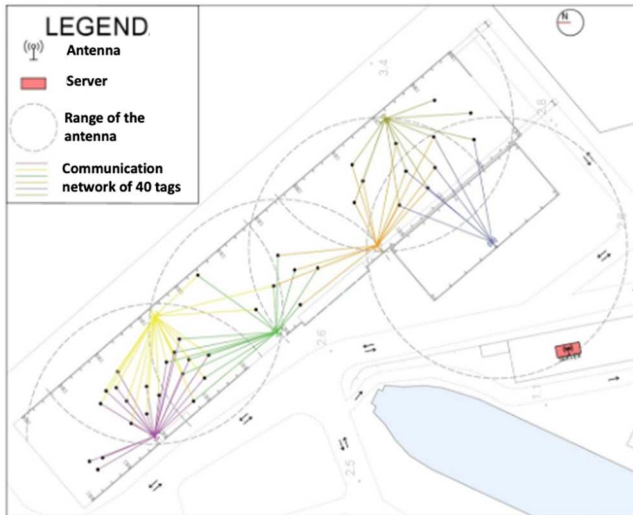 LEGEND
Antenna
Server
Range of the
antenna
Communication
network of 40 tags
N
3.4
2.8
2.6
2.5